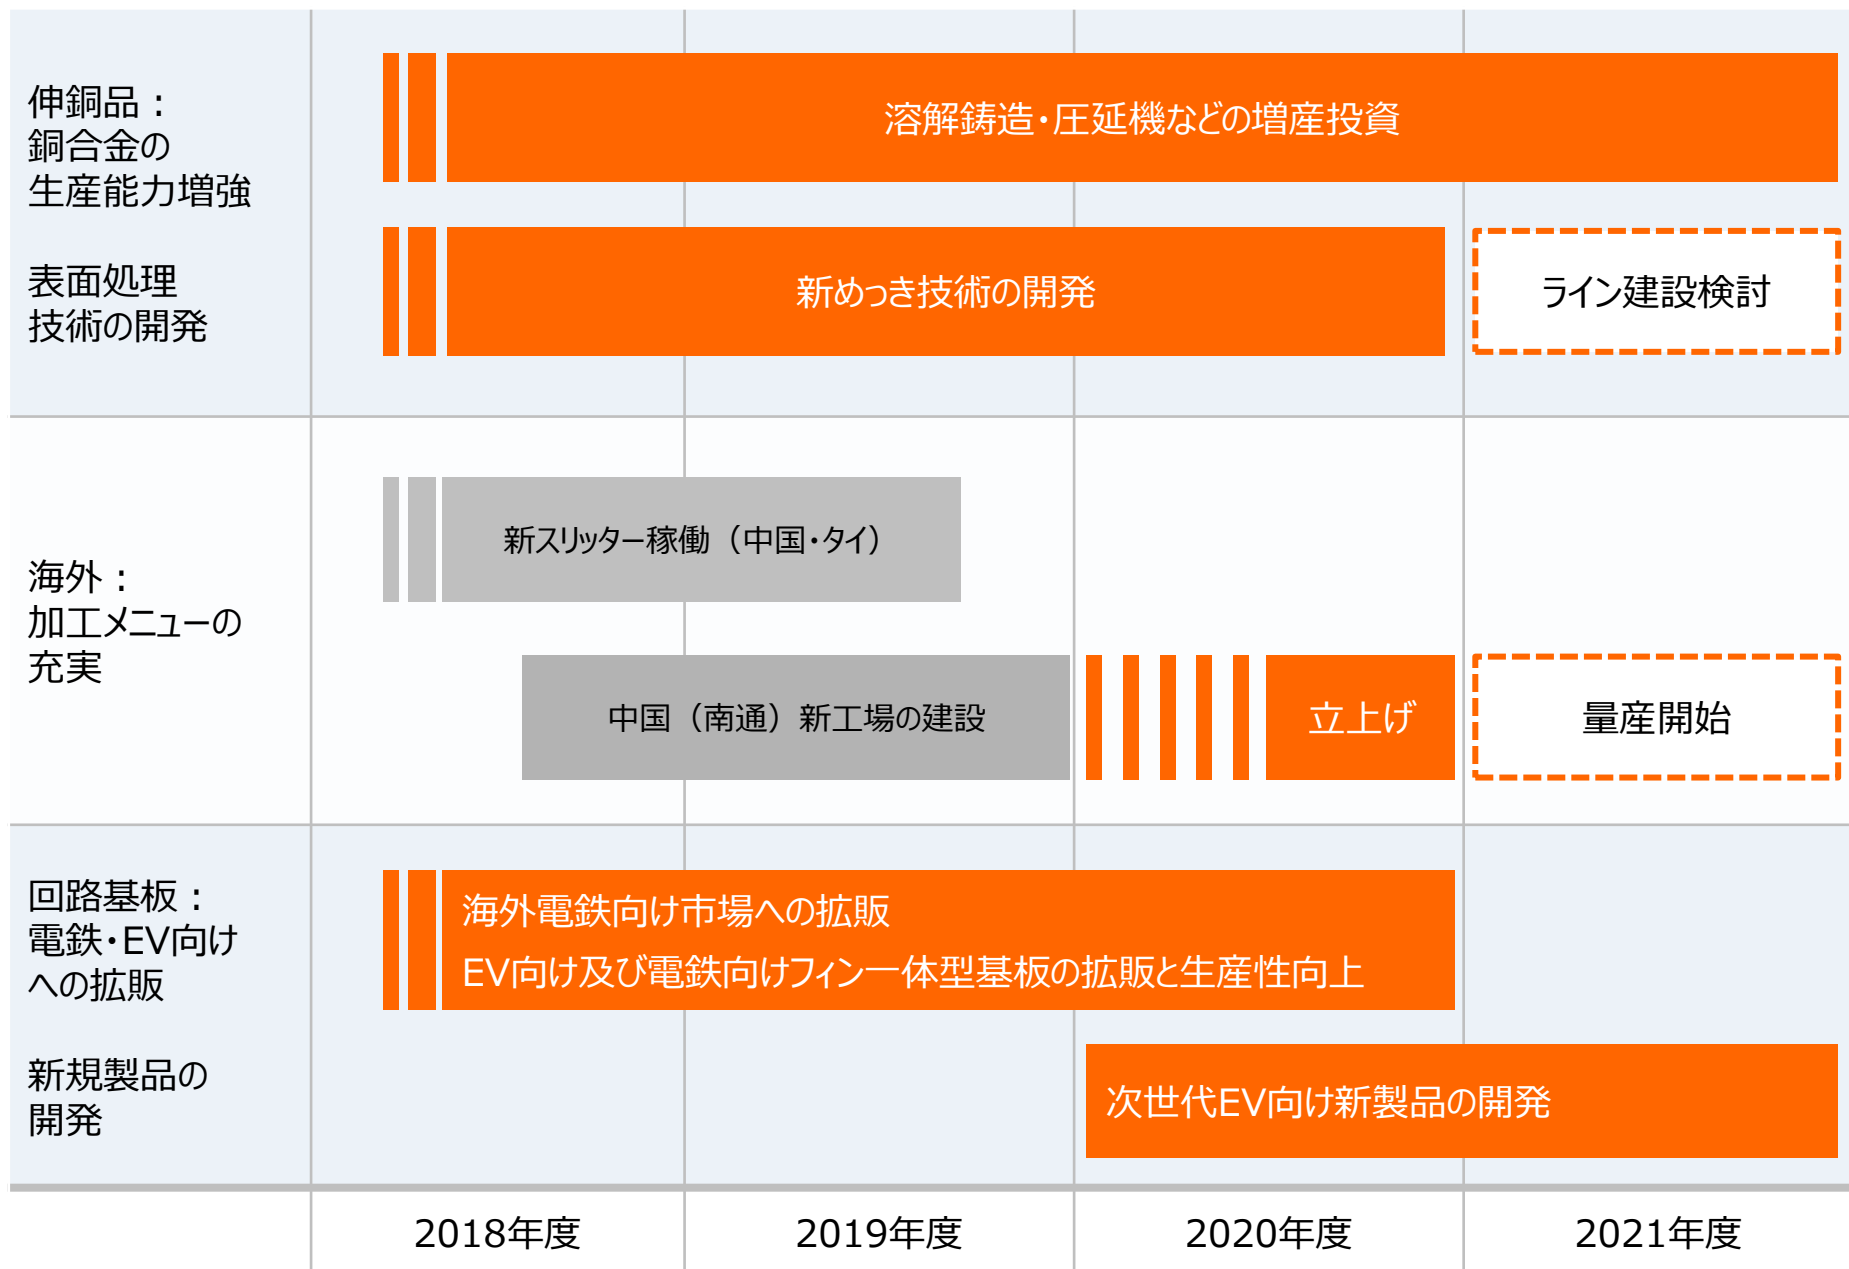 伸銅品：
銅合金の
生産能力増強
溶解鋳造・圧延機などの増産投資
表面処理
技術の開発
新めっき技術の開発
ライン建設検討
海外：
加工メニューの
充実
新スリッター稼働（中国・タイ）
中国（南通）新工場の建設
立上げ
量産開始
回路基板：
電鉄・EV向け
への拡販
海外電鉄向け市場への拡販
EV向け及び電鉄向けフィン一体型基板の拡販と生産性向上
新規製品の
開発
次世代EV向け新製品の開発
2018年度
2019年度
2020年度
2021年度